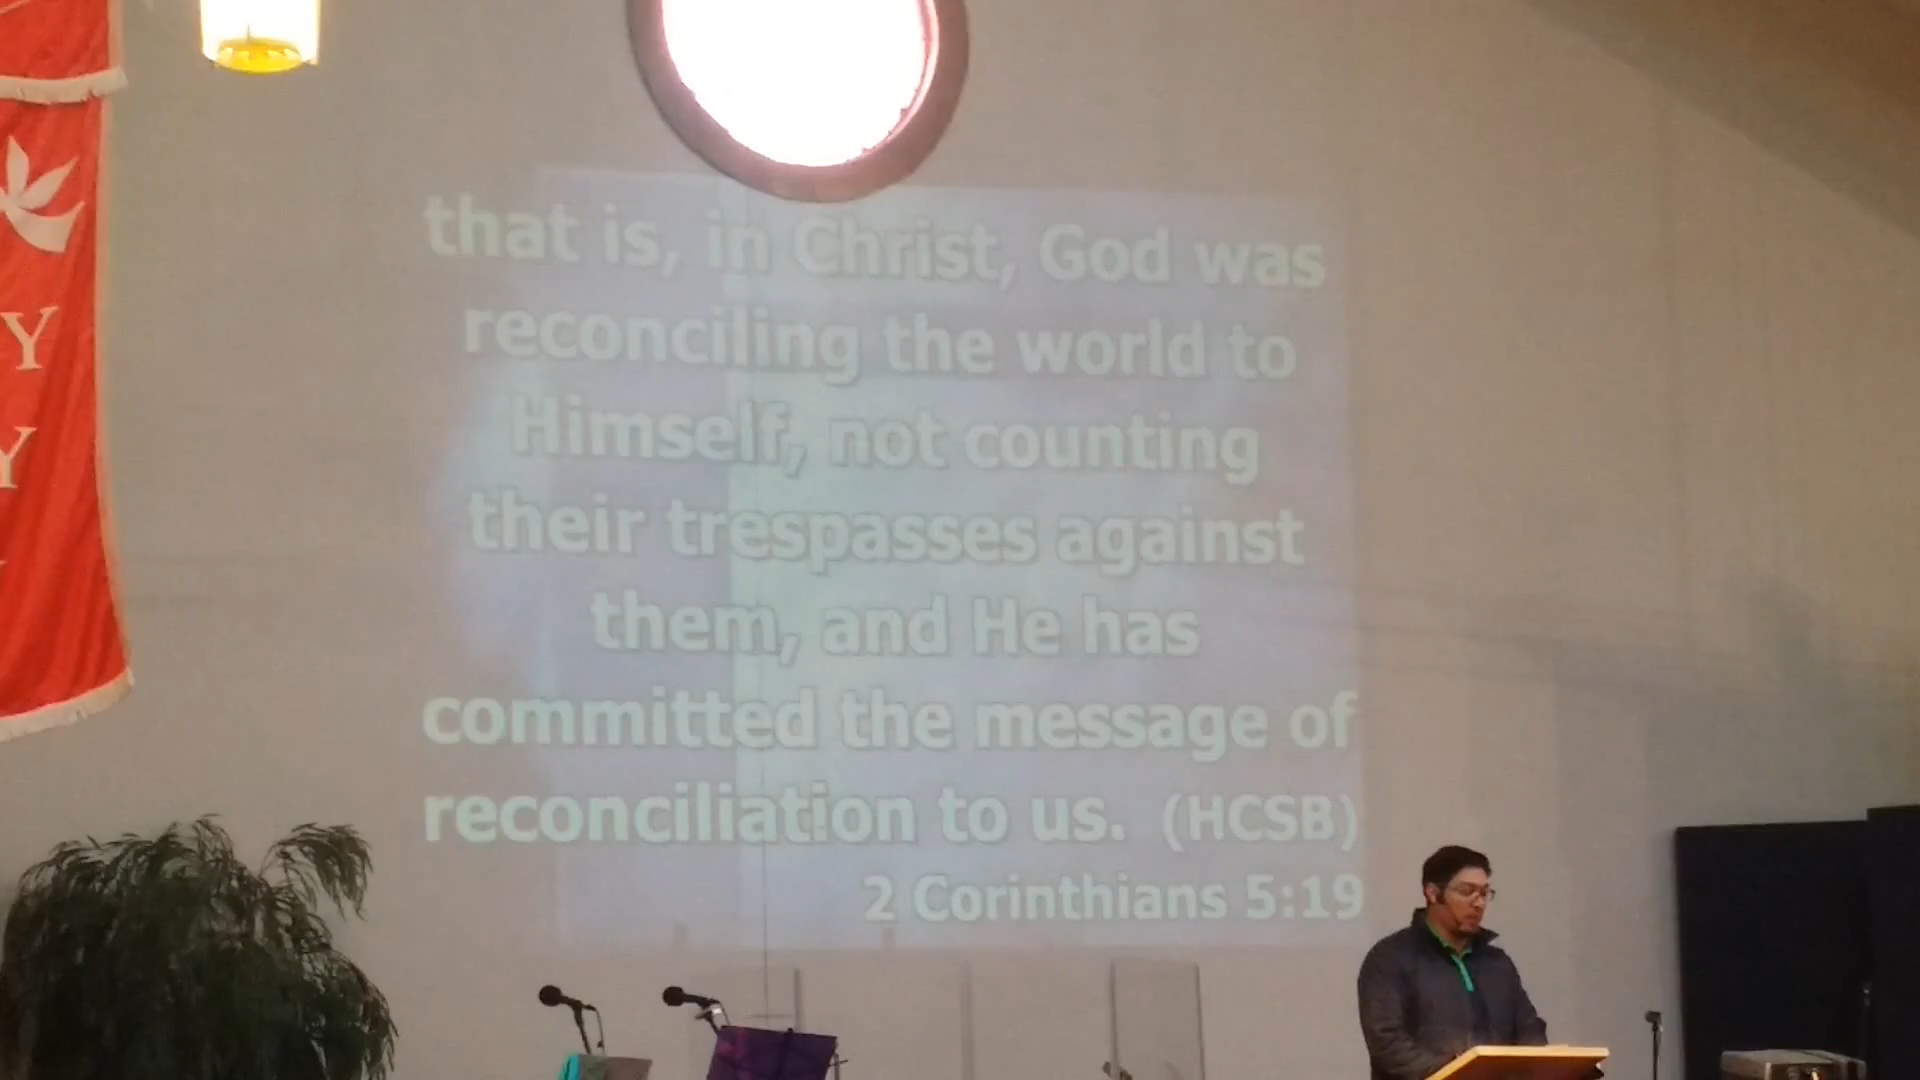 that is, in Christ, God was
reconciling the world to
Himself, not counting
their trespasses against
them, and He has
committed the message of
reconciliation to us. (HCSB)
2 Corinthians 5:19
Y
Y